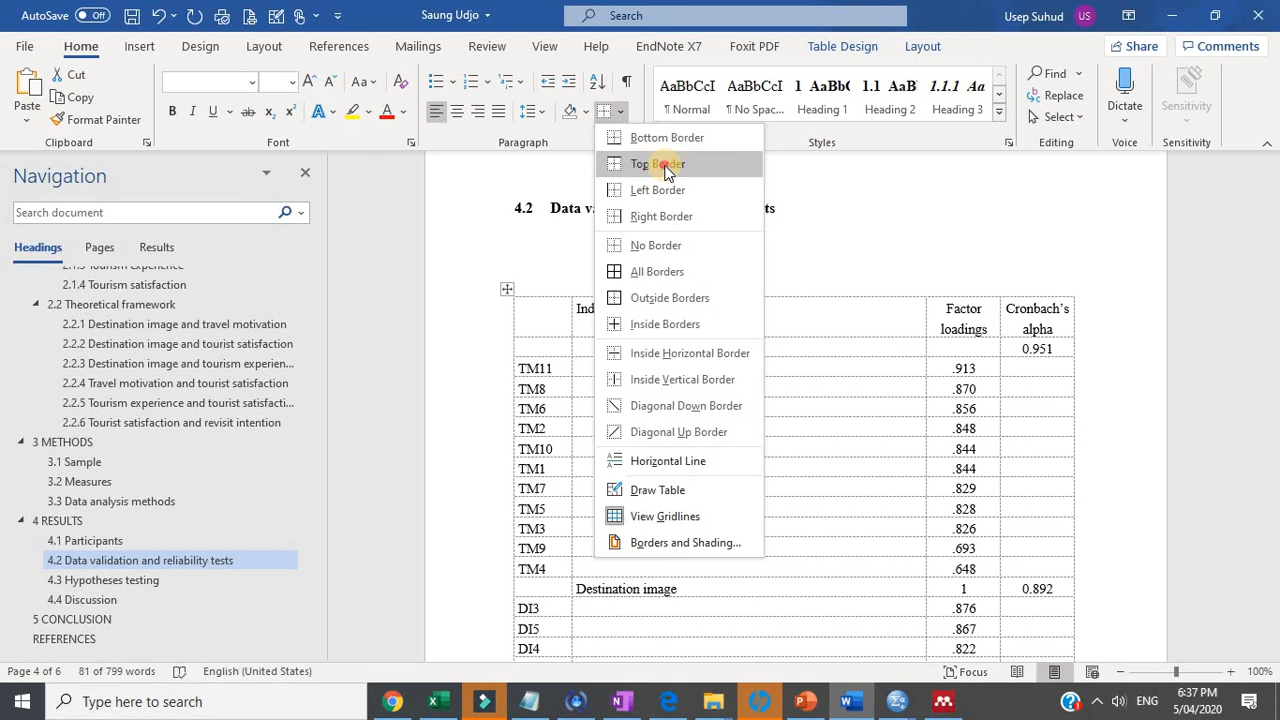 AutoSave Off
Saung Udjo
Search
Usep Suhud
US
File Home Insert Design Layout References Mailings Review View Help EndNote X7 Foxit PDF Table Design Layout
Share Comments
Paste
Cut
Copy
Format Painter
Clipboard
Font
Paragraph
AaBbCcI AaBbCcI 1 AaBbC 1.1 AaBb 1.1.1 Aa
¶ Normal ¶ No Spac... Heading 1 Heading 2 Heading 3
Styles
Find
Replace
Select
Editing
Dictate
Voice
Sensitivity
Sensitivity
Bottom Border
Top Border
Left Border
Right Border
No Border
All Borders
Outside Borders
Inside Borders
Inside Horizontal Border
Inside Vertical Border
Diagonal Down Border
Diagonal Up Border
Horizontal Line
Draw Table
View Gridlines
Borders and Shading...
Navigation
Search document
Headings Pages Results
2.1.4 Tourism satisfaction
2.2 Theoretical framework
2.2.1 Destination image and travel motivation
2.2.2 Destination image and tourist satisfaction
2.2.3 Destination image and tourism experien...
2.2.4 Travel motivation and tourist satisfaction
2.2.5 Tourism experience and tourist satisfac...
2.2.6 Tourist satisfaction and revisit intention
3 METHODS
3.1 Sample
3.2 Measures
3.3 Data analysis methods
4 RESULTS
4.1 Participants
4.2 Data validation and reliability tests
4.3 Hypotheses testing
4.4 Discussion
5 CONCLUSION
REFERENCES
4.2 Data
Factor loadings
Cronbach's alpha
0.951
TM11 .913
TM8 .870
TM6 .856
TM2 .848
TM10 .844
TM1 .844
TM7 .829
TM5 .828
TM3 .826
TM9 .693
TM4 .648
Destination image 1 0.892
DI3 .876
DI5 .867
DI4 .822
Page 4 of 6 81 of 799 words English (United States)
Focus
100%
Type here to search
ENG
6:37 PM
5/04/2020